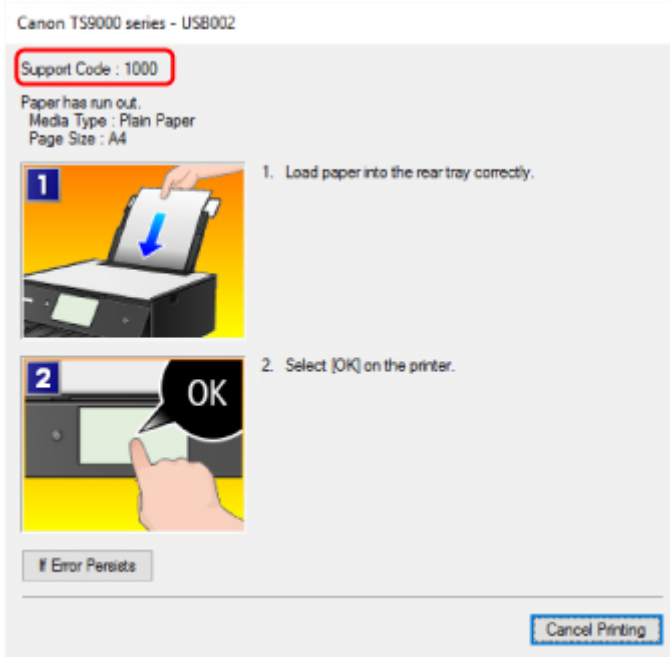 Canon TS9000 series - USB002
Support Code : 1000
Paper has run out.
Media Type : Plain Paper
Page Size : A4
1
1. Load paper into the rear tray correctly.
2
OK
2. Select [OK] on the printer.
If Error Persists
Cancel Printing